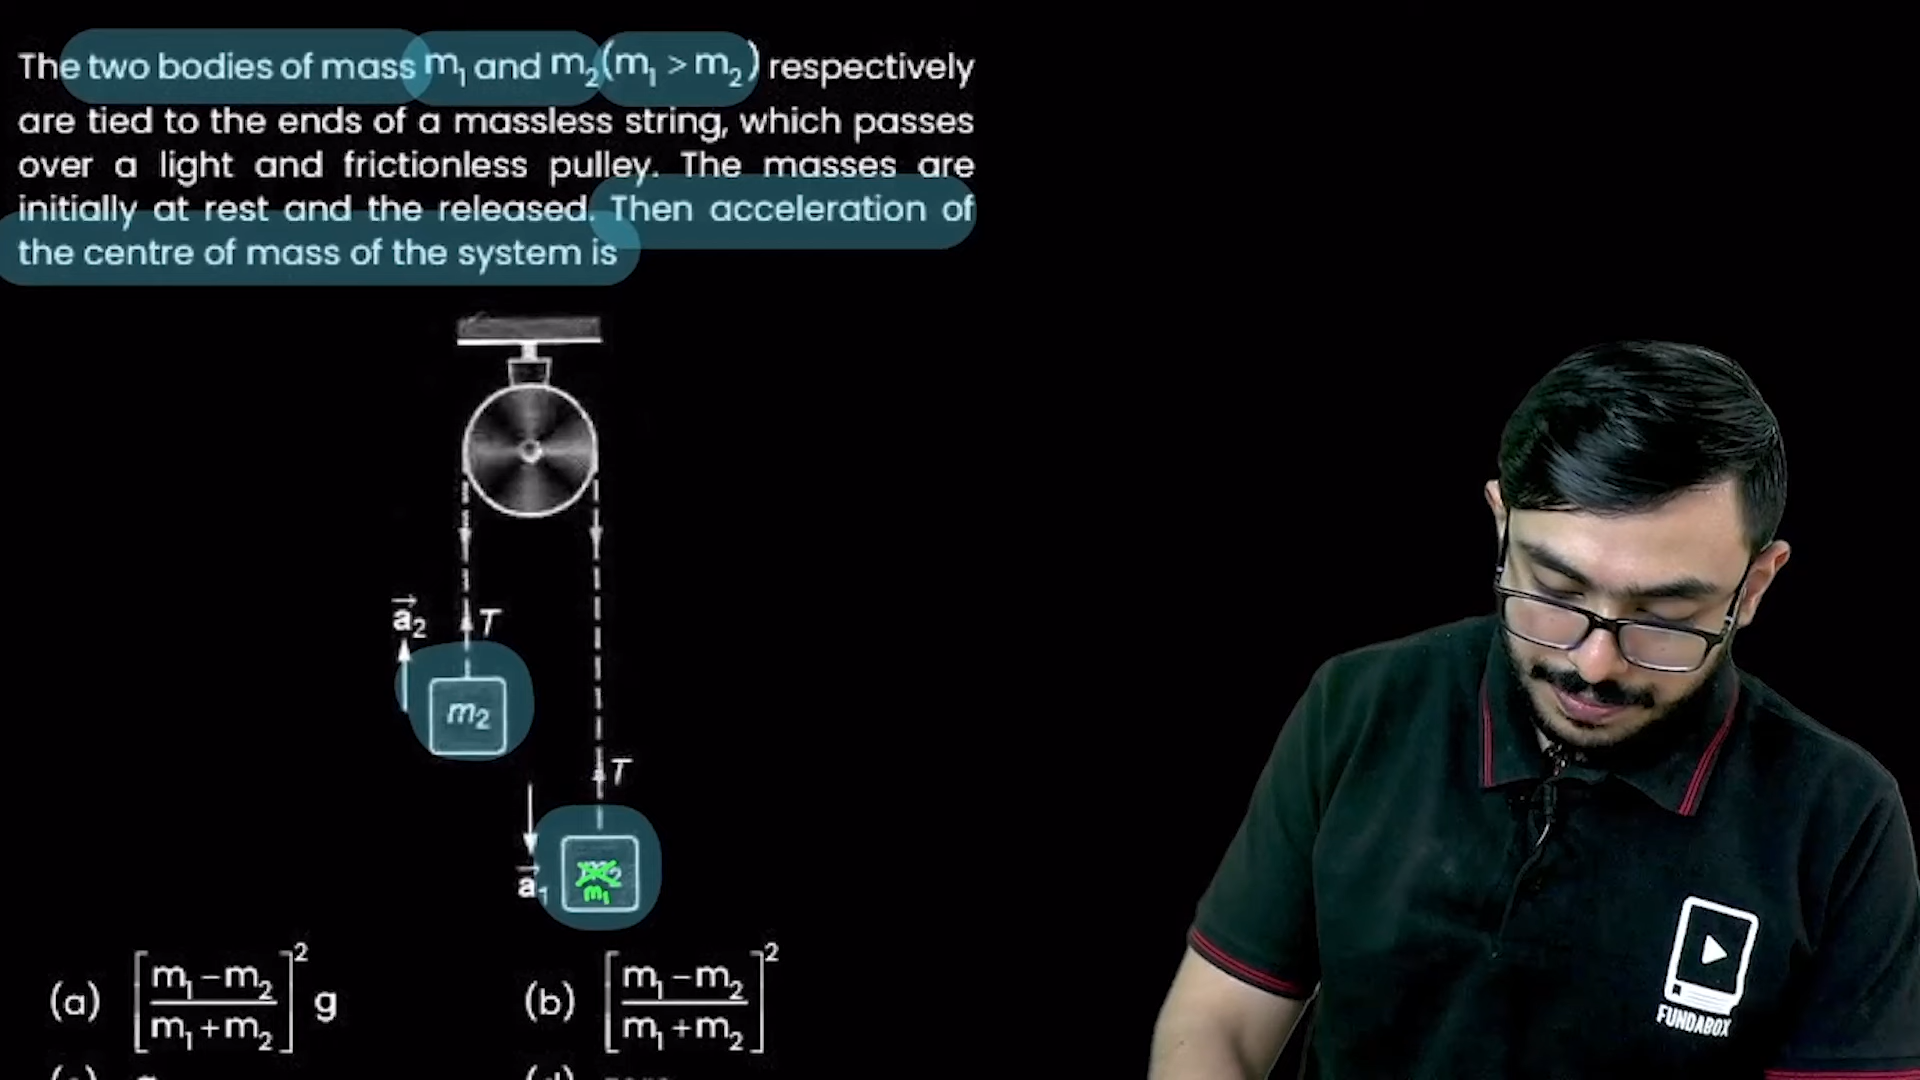 The two bodies of mass m₁ and m₂(m₁ > m₂) respectively
are tied to the ends of a massless string, which passes
over a light and frictionless pulley. The masses are
initially at rest and the released. Then acceleration of
the centre of mass of the system is
a⃗₂
T
m₂
T
a⃗₁
m₁
(a) [m₁ – m₂ / m₁ + m₂]² g
(b) [m₁ – m₂ / m₁ + m₂]²
FUNDABOX